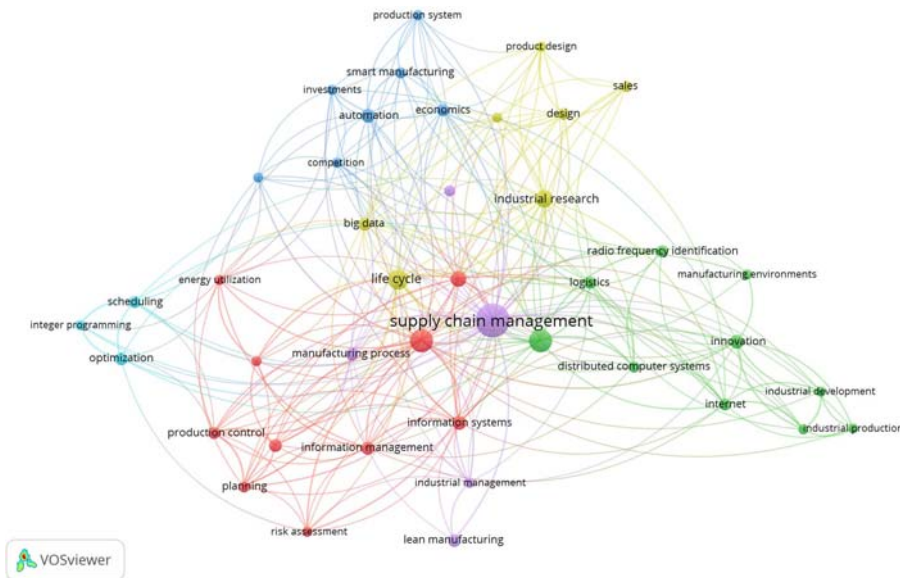 production system
product design
smart manufacturing
sales
investments
economics
design
automation
competition
industrial research
big data
radio frequency identification
manufacturing environments
energy utilization
life cycle
logistics
scheduling
supply chain management
integer programming
innovation
manufacturing process
optimization
distributed computer systems
industrial development
internet
information systems
industrial production
production control
information management
industrial management
planning
risk assessment
lean manufacturing
VOSviewer